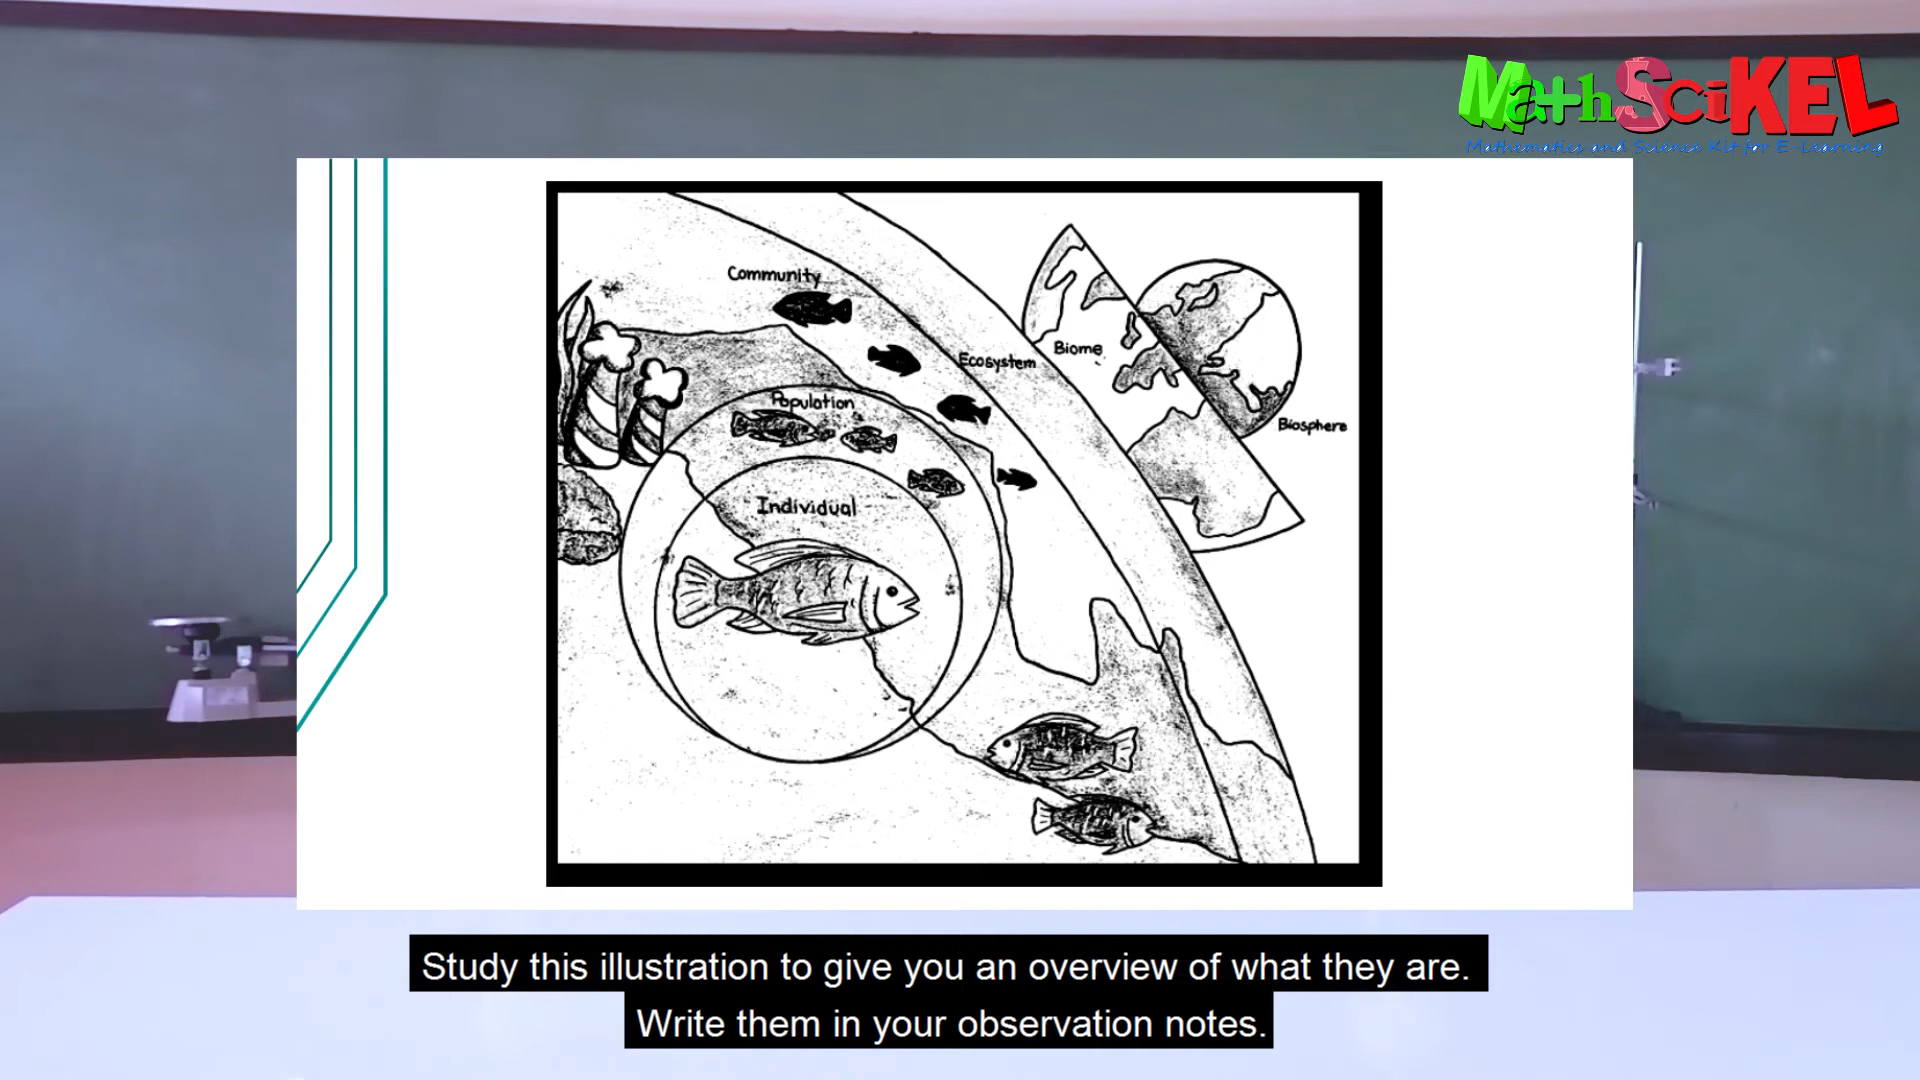 MathSciKEL
Mathematics and Science Kit for E-Learning
Community
Ecosystem
Biome
Population
Biosphere
Individual
Study this illustration to give you an overview of what they are.
Write them in your observation notes.